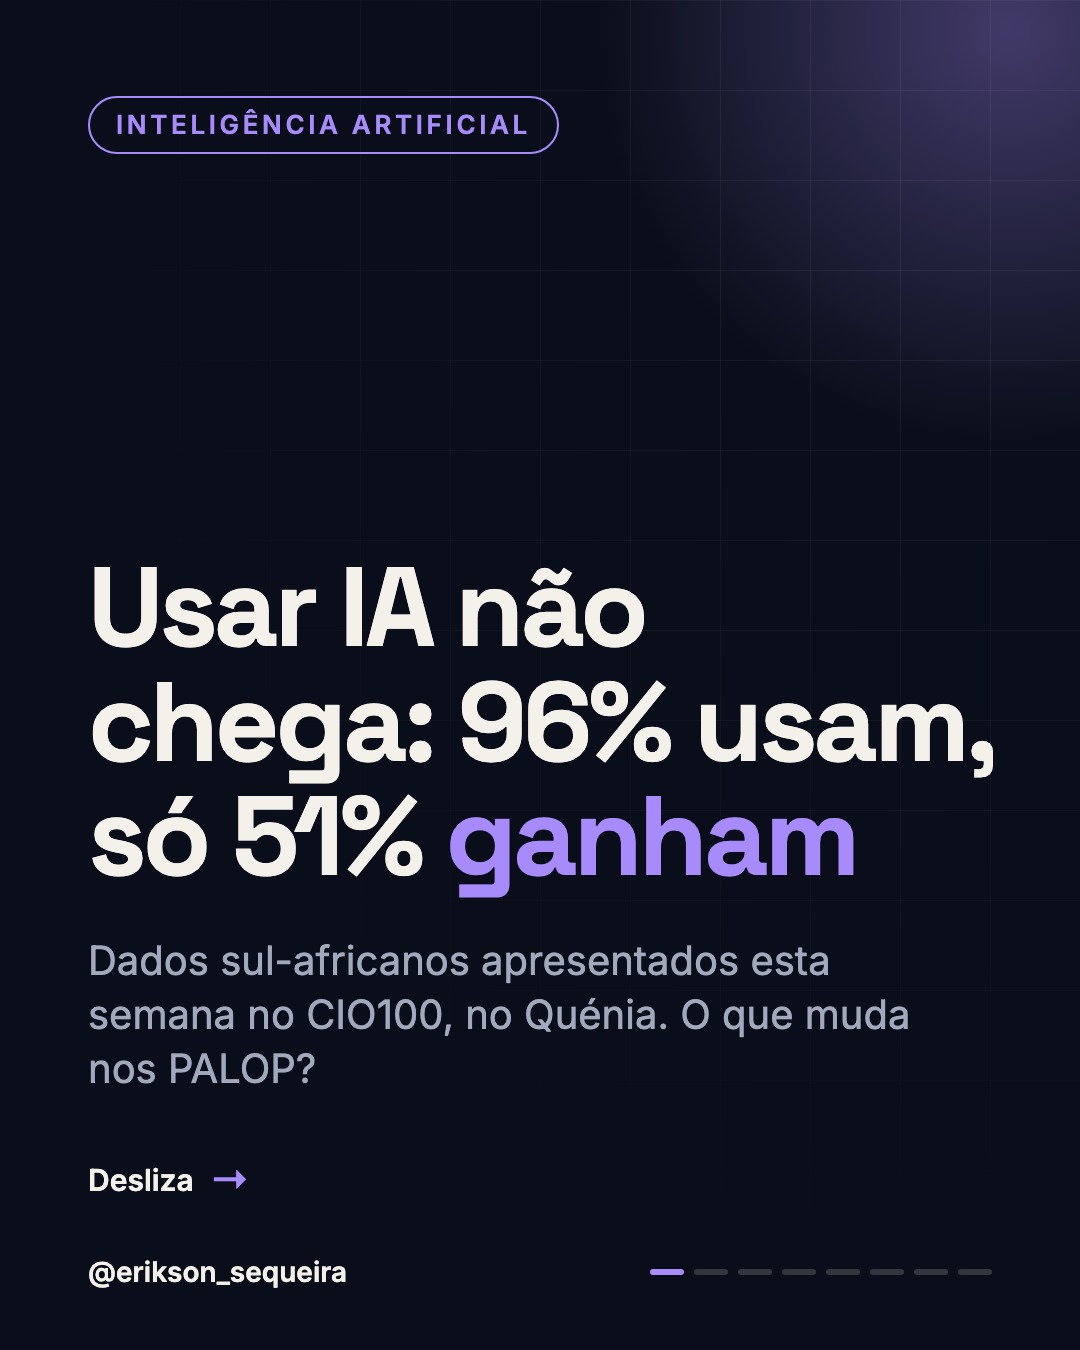 INTELIGÊNCIA ARTIFICIAL
Usar IA não
chega: 96% usam,
só 51% ganham
Dados sul-africanos apresentados esta
semana no CIO100, no Quénia. O que muda
nos PALOP?
Desliza →
@erikson_sequeira